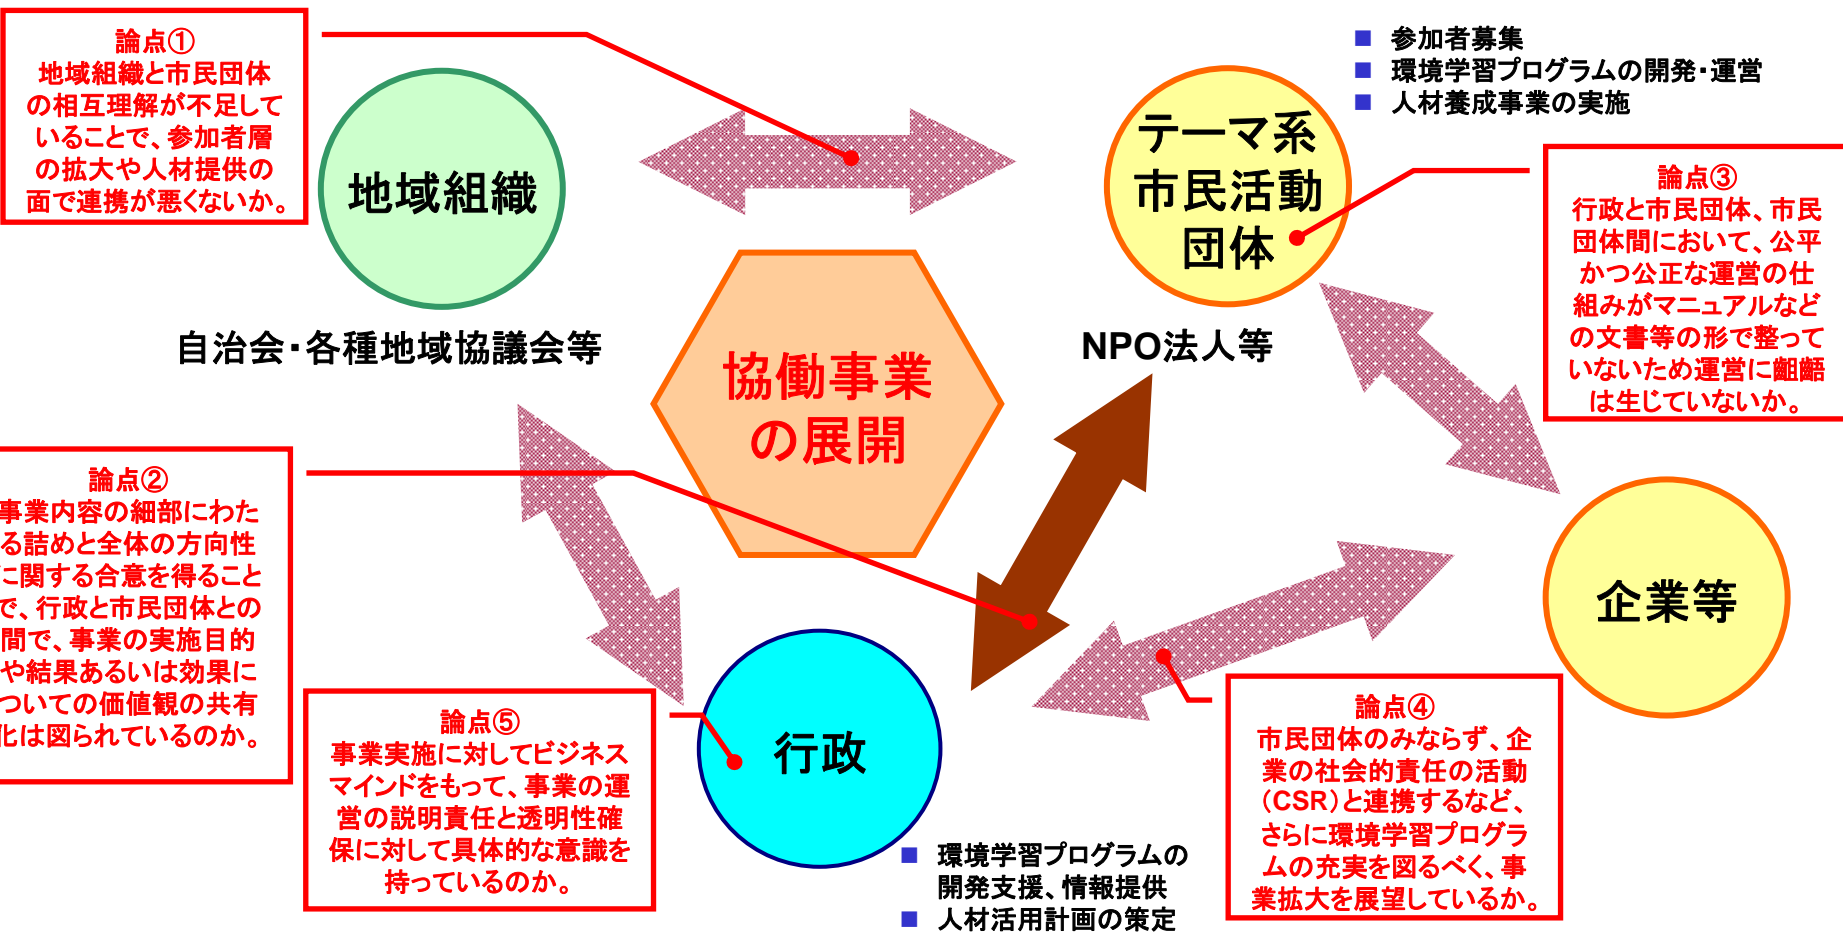 論点①
地域組織と市民団体
の相互理解が不足して
いることで、参加者層
の拡大や人材提供の
面で連携が悪くないか。
地域組織
自治会・各種地域協議会等
テーマ系
市民活動
団体
NPO法人等
■ 参加者募集
■ 環境学習プログラムの開発・運営
■ 人材養成事業の実施
論点③
行政と市民団体、市民
団体間において、公平
かつ公正な運営の仕
組みがマニュアルなど
の文書等の形で整って
いないため運営に齟齬
は生じていないか。
協働事業
の展開
論点②
事業内容の細部にわた
る詰めと全体の方向性
に関する合意を得ること
で、行政と市民団体との
間で、事業の実施目的
や結果あるいは効果に
ついての価値観の共有
化は図られているのか。
企業等
論点⑤
事業実施に対してビジネス
マインドをもって、事業の運
営の説明責任と透明性確
保に対して具体的な意識を
持っているのか。
行政
■ 環境学習プログラムの
開発支援、情報提供
■ 人材活用計画の策定
論点④
市民団体のみならず、企
業の社会的責任の活動
（CSR）と連携するなど、
さらに環境学習プログラ
ムの充実を図るべく、事
業拡大を展望しているか。